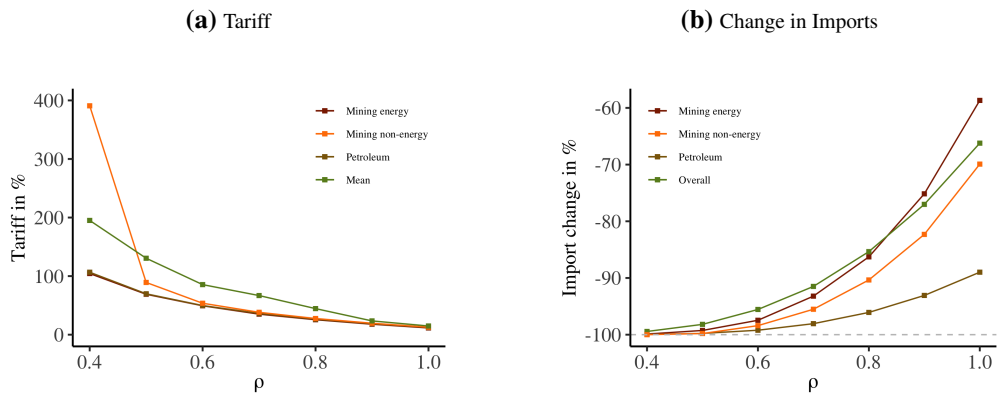 (a) Tariff
Tariff in %
400
300
200
100
0
Mining energy
Mining non-energy
Petroleum
Mean
0.4 0.6 0.8 1.0
ρ
(b) Change in Imports
Import change in %
-60
-70
-80
-90
-100
Mining energy
Mining non-energy
Petroleum
Overall
0.4 0.6 0.8 1.0
ρ